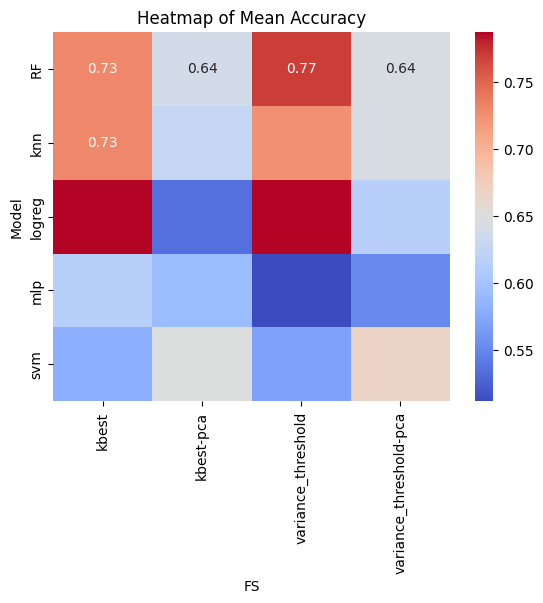 Heatmap of Mean Accuracy
Model
RF
knn
logreg
mlp
svm
0.73 0.64 0.77 0.64
0.73
0.75
0.70
0.65
0.60
0.55
kbest
kbest-pca
variance_threshold
variance_threshold-pca
FS